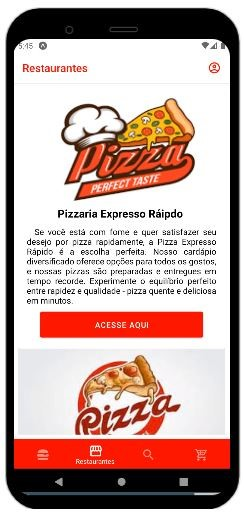 5:45
Restaurantes
Pizza
PERFECT TASTE
Pizzaria Expresso Ráipdo
Se você está com fome e quer satisfazer seu
desejo por pizza rapidamente, a Pizza Expresso
Rápido é a escolha perfeita. Nosso cardápio
diversificado oferece opções para todos os gostos,
e nossas pizzas são preparadas e entregues em
tempo recorde. Experimente o equilíbrio perfeito
entre rapidez e qualidade - pizza quente e deliciosa
em minutos.
ACESSE AQUI
Pizza
Restaurantes